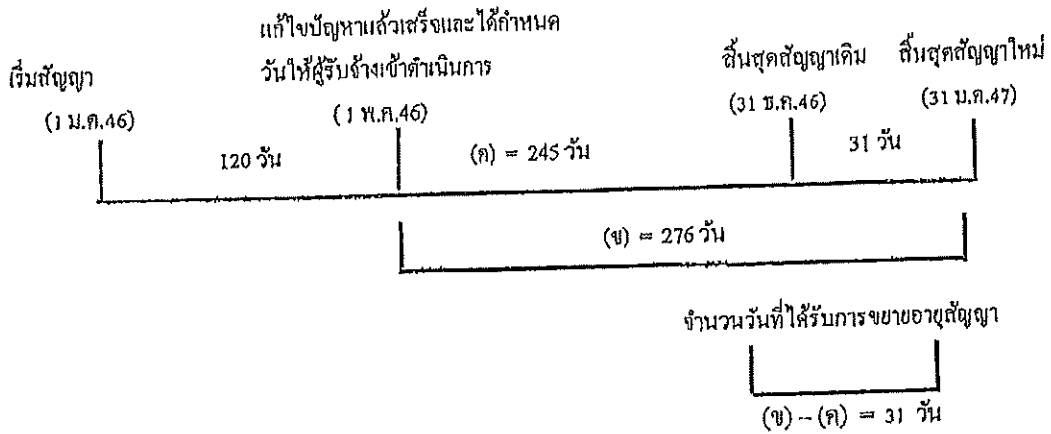 แก้ไขปัญหาแล้วเสร็จและได้กำหนด
วันให้ผู้รับจ้างเข้าดำเนินการ
เริ่มสัญญา
สิ้นสุดสัญญาเดิม
สิ้นสุดสัญญาใหม่
(1 ม.ค.46)
(1 พ.ค.46)
(31 ธ.ค.46)
(31 ม.ค.47)
120 วัน
(ค) = 245 วัน
31 วัน
(ข) = 276 วัน
จำนวนวันที่ได้รับการขยายอายุสัญญา
(ข) – (ค) = 31 วัน